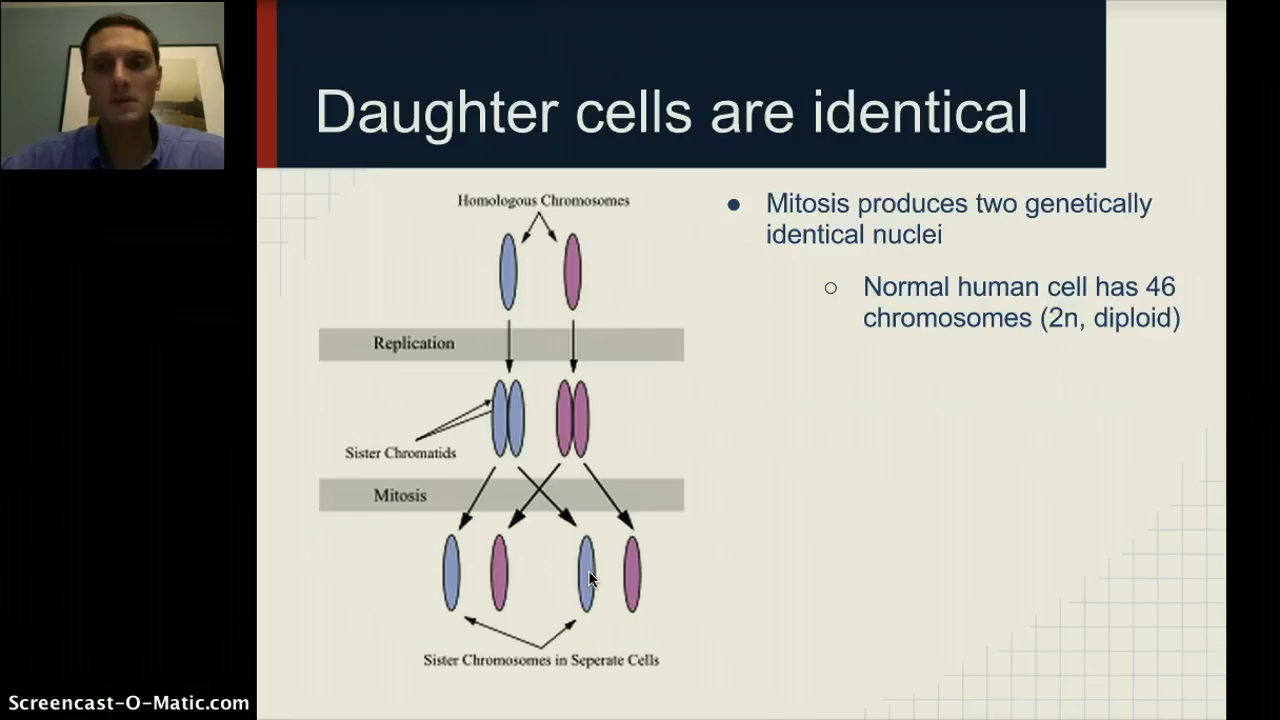 Daughter cells are identical
Homologous Chromosomes
Replication
Sister Chromatids
Mitosis
Sister Chromosomes in Seperate Cells
● Mitosis produces two genetically
identical nuclei
○ Normal human cell has 46
chromosomes (2n, diploid)
Screencast-O-Matic.com